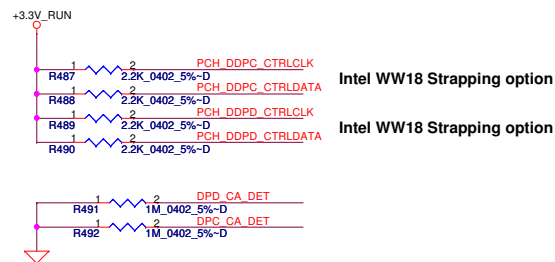 +3.3V_RUN
1 2 PCH_DDPC_CTRLCLK
R487 2.2K_0402_5%~D
Intel WW18 Strapping option
1 2 PCH_DDPC_CTRLDATA
R488 2.2K_0402_5%~D
1 2 PCH_DDPD_CTRLCLK
R489 2.2K_0402_5%~D
Intel WW18 Strapping option
1 2 PCH_DDPD_CTRLDATA
R490 2.2K_0402_5%~D
1 2 DPD_CA_DET
R491 1M_0402_5%~D
1 2 DPC_CA_DET
R492 1M_0402_5%~D